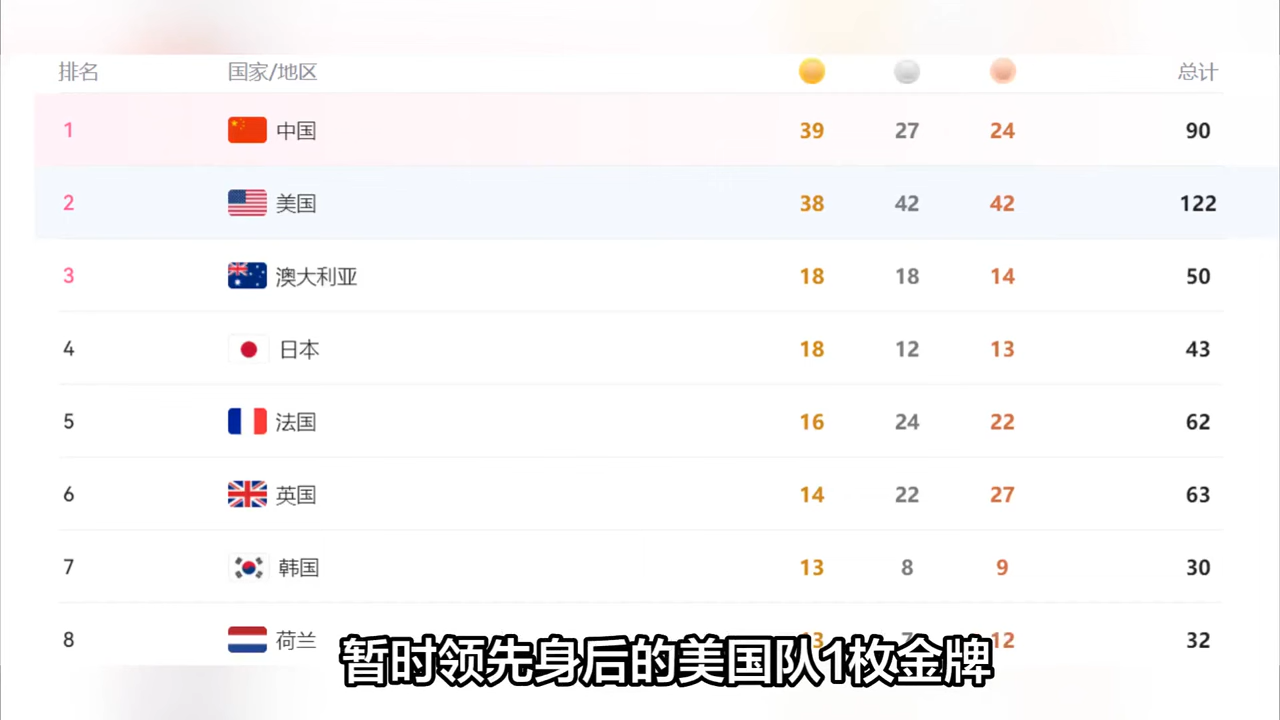 排名 国家/地区 总计
1 中国 39 27 24 90
2 美国 38 42 42 122
3 澳大利亚 18 18 14 50
4 日本 18 12 13 43
5 法国 16 24 22 62
6 英国 14 22 27 63
7 韩国 13 8 9 30
8 荷兰 13 7 12 32
暂时领先身后的美国队1枚金牌